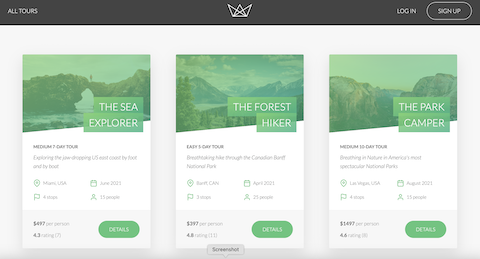 ALL TOURS
LOG IN
SIGN UP
THE SEA
EXPLORER
MEDIUM 7-DAY TOUR
Exploring the jaw-dropping US east coast by foot
and by boat
Miami, USA
June 2021
4 stops
15 people
$497 per person
4.3 rating (7)
DETAILS
THE FOREST
HIKER
EASY 5-DAY TOUR
Breathtaking hike through the Canadian Banff
National Park
Banff, CAN
April 2021
3 stops
25 people
$397 per person
4.8 rating (11)
DETAILS
THE PARK
CAMPER
MEDIUM 10-DAY TOUR
Breathing in Nature in America's most
spectacular National Parks
Las Vegas, USA
August 2021
4 stops
15 people
$1497 per person
4.6 rating (8)
DETAILS
Screenshot